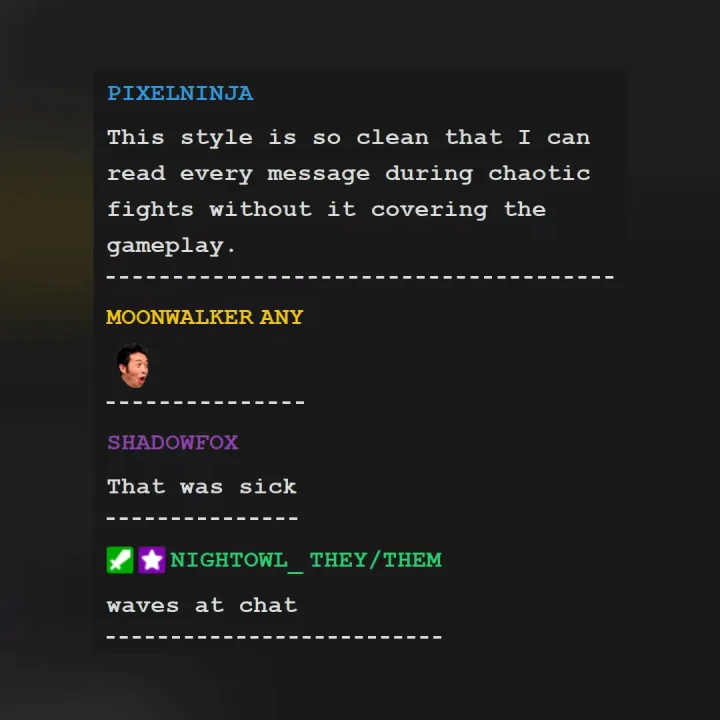 PIXELNINJA
This style is so clean that I can
read every message during chaotic
fights without it covering the
gameplay.
MOONWALKER ANY
SHADOWFOX
That was sick
NIGHTOWL_ THEY/THEM
waves at chat